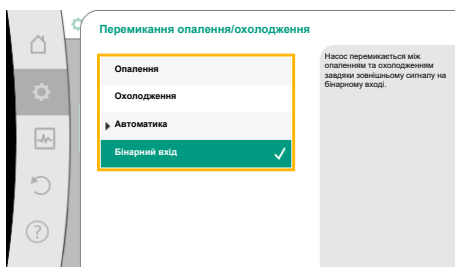 Перемикання опалення/охолодження
Опалення
Охолодження
Автоматика
Бінарний вхід
Насос перемикається між
опаленням та охолодженням
завдяки зовнішньому сигналу на
бінарному вході.
?